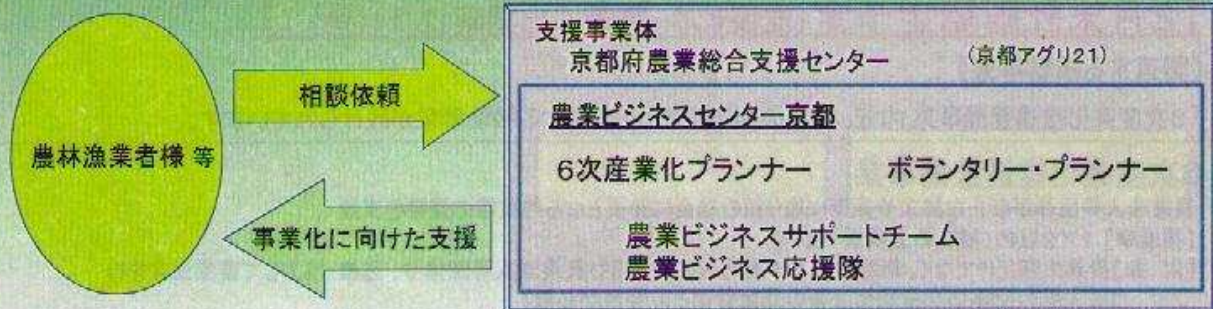 農林漁業者様 等
相談依頼
事業化に向けた支援
支援事業体
京都府農業総合支援センター (京都アグリ21)
農業ビジネスセンター京都
6次産業化プランナー ボランタリー・プランナー
農業ビジネスサポートチーム
農業ビジネス応援隊